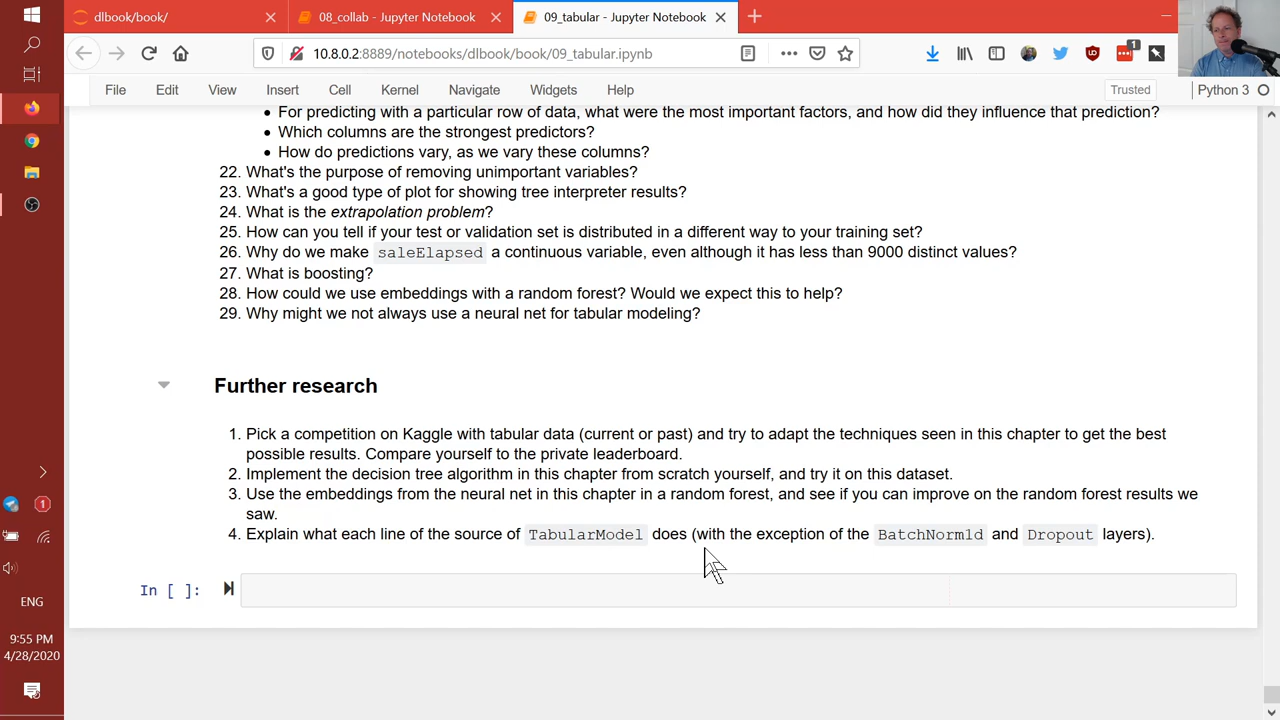 dlbook/book/
08_collab - Jupyter Notebook
09_tabular - Jupyter Notebook
10.8.0.2:8889/notebooks/dlbook/book/09_tabular.ipynb
1
File Edit View Insert Cell Kernel Navigate Widgets Help
Trusted
Python 3
• For predicting with a particular row of data, what were the most important factors, and how did they influence that prediction?
• Which columns are the strongest predictors?
• How do predictions vary, as we vary these columns?
22. What's the purpose of removing unimportant variables?
23. What's a good type of plot for showing tree interpreter results?
24. What is the extrapolation problem?
25. How can you tell if your test or validation set is distributed in a different way to your training set?
26. Why do we make saleElapsed a continuous variable, even although it has less than 9000 distinct values?
27. What is boosting?
28. How could we use embeddings with a random forest? Would we expect this to help?
29. Why might we not always use a neural net for tabular modeling?
Further research
1. Pick a competition on Kaggle with tabular data (current or past) and try to adapt the techniques seen in this chapter to get the best
possible results. Compare yourself to the private leaderboard.
2. Implement the decision tree algorithm in this chapter from scratch yourself, and try it on this dataset.
3. Use the embeddings from the neural net in this chapter in a random forest, and see if you can improve on the random forest results we
saw.
4. Explain what each line of the source of TabularModel does (with the exception of the BatchNorm1d and Dropout layers).
In [ ]:
1
ENG
9:55 PM
4/28/2020